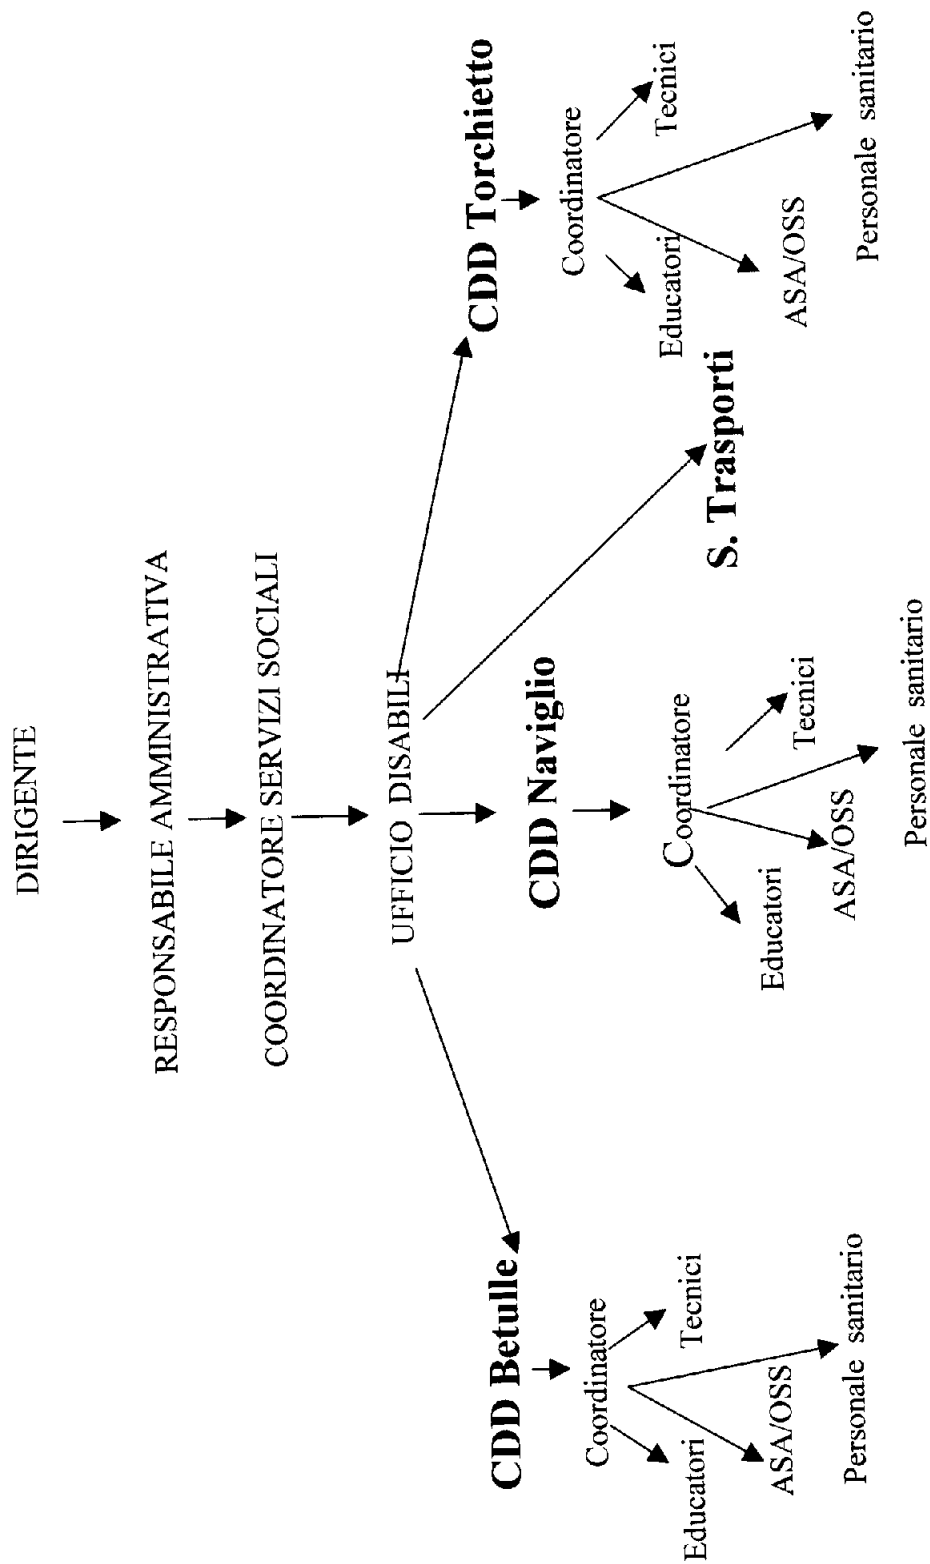 DIRIGENTE
RESPONSABILE AMMINISTRATIVA
COORDINATORE SERVIZI SOCIALI
UFFICIO DISABILI
CDD Betulle
Coordinatore
Educatori
Tecnici
ASA/OSS
Personale sanitario
CDD Naviglio
Coordinatore
Educatori
Tecnici
ASA/OSS
Personale sanitario
S. Trasporti
CDD Torchietto
Coordinatore
Educatori
Tecnici
ASA/OSS
Personale sanitario